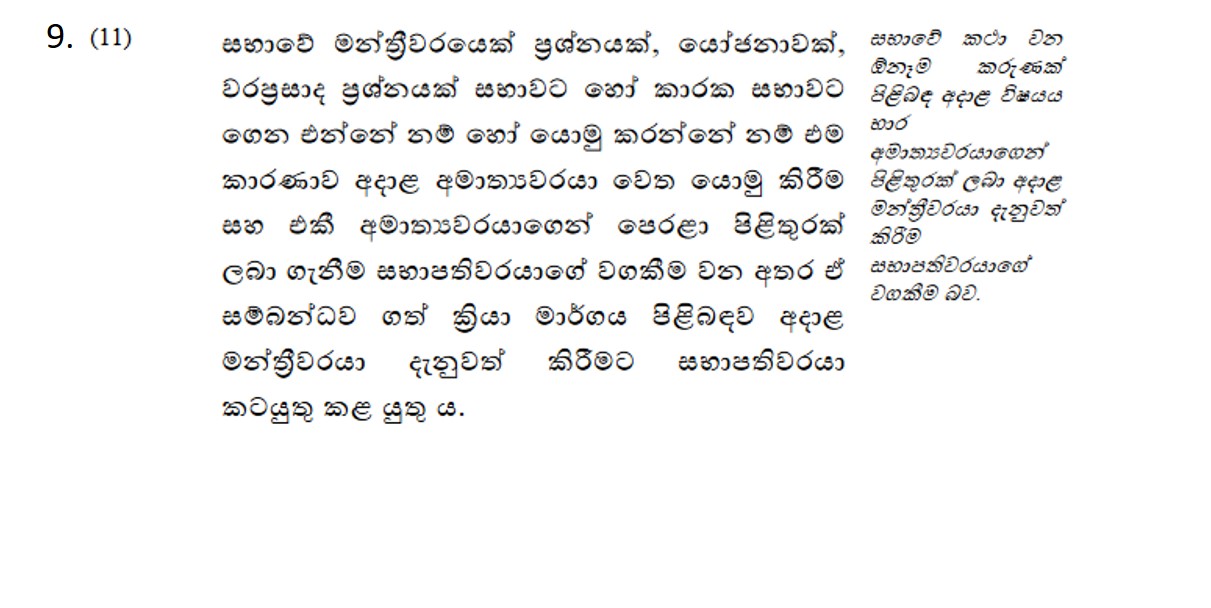 9. (11)
සභාවේ මන්ත්‍රීවරයෙක් ප්‍රශ්නයක්, යෝජනාවක්,
වරප්‍රසාද ප්‍රශ්නයක් සභාවට හෝ කාරක සභාවට
ගෙන එන්නේ නම් හෝ යොමු කරන්නේ නම් එම
කාරණාව අදාළ අමාත්‍යවරයා වෙත යොමු කිරීම
සහ එකී අමාත්‍යවරයාගෙන් පෙරළා පිළිතුරක්
ලබා ගැනීම සභාපතිවරයාගේ වගකීම වන අතර ඒ
සම්බන්ධව ගත් ක්‍රියා මාර්ගය පිළිබඳව අදාළ
මන්ත්‍රීවරයා දැනුවත් කිරීමට සභාපතිවරයා
කටයුතු කළ යුතු ය.
සභාවේ කථා වන
ඕනෑම කරුණක්
පිළිබඳ අදාළ විෂයය
භාර
අමාත්‍යවරයාගෙන්
පිළිතුරක් ලබා අදාළ
මන්ත්‍රීවරයා දැනුවත්
කිරීම
සභාපතිවරයාගේ
වගකීම බව.